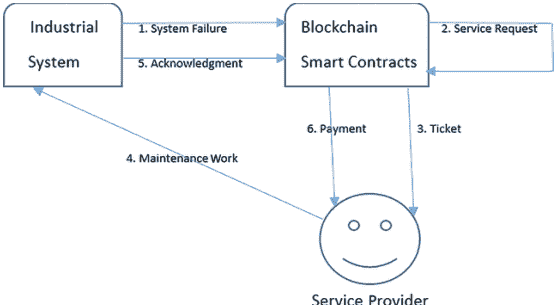 Industrial
System
1. System Failure
5. Acknowledgment
Blockchain
Smart Contracts
2. Service Request
6. Payment
3. Ticket
4. Maintenance Work
Service Provider